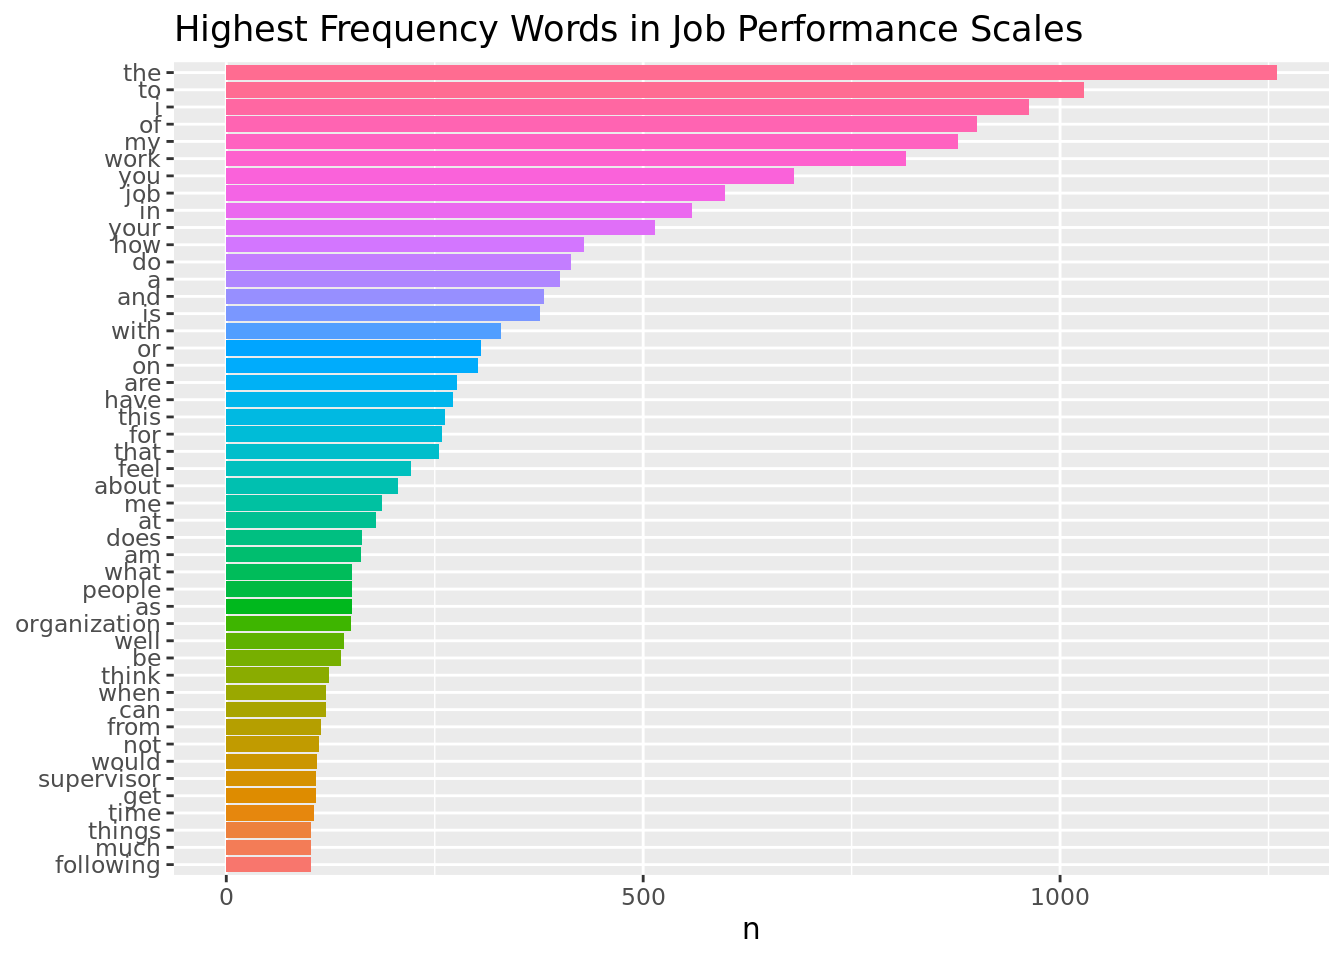 Highest Frequency Words in Job Performance Scales
the
to
i
of
my
work
you
job
in
your
how
do
a
and
is
with
or
on
are
have
this
for
that
feel
about
me
at
does
am
what
people
as
organization
well
be
think
when
can
from
not
would
supervisor
get
time
things
much
following
0 500 1000
n